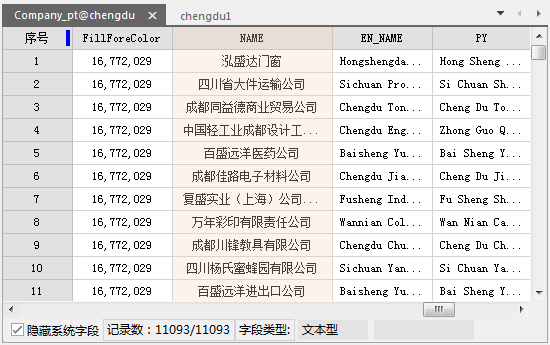 Company_pt@chengdu × chengdu1
序号 FillForeColor NAME EN_NAME PY
1 16,772,029 泓盛达门窗 Hongshengda... Hong Sheng ...
2 16,772,029 四川省大件运输公司 Sichuan Pro... Si Chuan Sh...
3 16,772,029 成都同益德商业贸易公司 Chengdu Ton... Cheng Du To...
4 16,772,029 中国轻工业成都设计工... Chengdu Eng... Zhong Guo Q...
5 16,772,029 百盛远洋医药公司 Baisheng Yu... Bai Sheng Y...
6 16,772,029 成都佳路电子材料公司 Chengdu Jia... Cheng Du Ji...
7 16,772,029 复盛实业（上海）公司... Fusheng Ind... Fu Sheng Sh...
8 16,772,029 万年彩印有限责任公司 Wannian Col... Wan Nian Ca...
9 16,772,029 成都川锋教具有限公司 Chengdu Chu... Cheng Du Ch...
10 16,772,029 四川杨氏蜜蜂园有限公司 Sichuan Yan... Si Chuan Ya...
11 16,772,029 百盛远洋进出口公司 Baisheng Yu... Bai Sheng Y...
隐藏系统字段 记录数：11093/11093 字段类型: 文本型